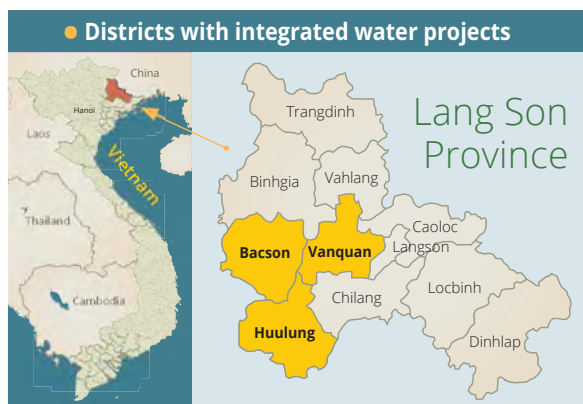 Districts with integrated water projects
China
Hanoi
Laos
Vietnam
Thailand
Cambodia
Lang Son
Province
Trangdinh
Binhgia
Vahlang
Bacson
Vanquan
Caoloc
Langson
Chilang
Locbinh
Huulung
Dinhlap